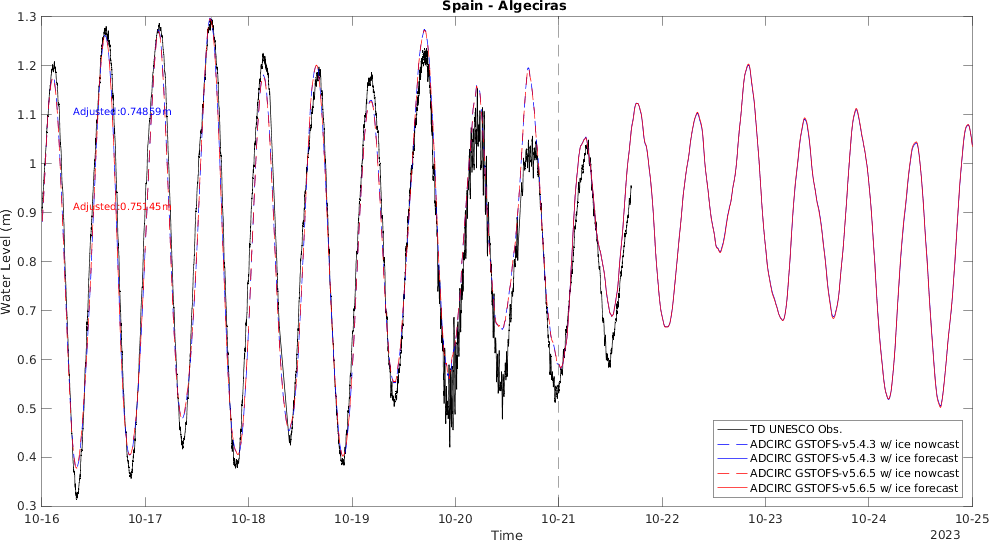 Spain - Algeciras
1.3
1.2
1.1
1
0.9
0.8
0.7
0.6
0.5
0.4
0.3
Water Level (m)
Adjusted:0.74859m
Adjusted:0.75145m
TD UNESCO Obs.
ADCIRC GSTOFS-v5.4.3 w/ ice nowcast
ADCIRC GSTOFS-v5.4.3 w/ ice forecast
ADCIRC GSTOFS-v5.6.5 w/ ice nowcast
ADCIRC GSTOFS-v5.6.5 w/ ice forecast
10-16 10-17 10-18 10-19 10-20 10-21 10-22 10-23 10-24 10-25
Time
2023